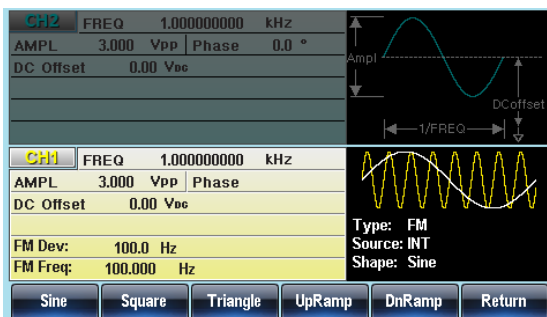 CH2 FREQ 1.000000000 kHz
AMPL 3.000 VPP Phase 0.0 °
DC Offset 0.00 VDC
Ampl
DCoffset
1/FREQ
CH1 FREQ 1.000000000 kHz
AMPL 3.000 VPP Phase
DC Offset 0.00 VDC
FM Dev: 100.0 Hz
FM Freq: 100.000 Hz
Type: FM
Source: INT
Shape: Sine
Sine Square Triangle UpRamp DnRamp Return